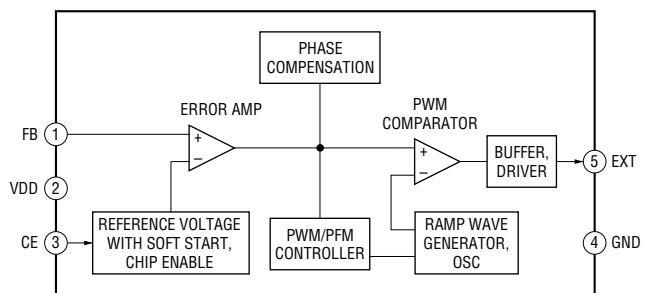 PHASE
COMPENSATION
ERROR AMP
PWM
COMPARATOR
FB 1
+
−
+
−
BUFFER,
DRIVER
5 EXT
VDD 2
CE 3
REFERENCE VOLTAGE
WITH SOFT START,
CHIP ENABLE
PWM/PFM
CONTROLLER
RAMP WAVE
GENERATOR,
OSC
4 GND